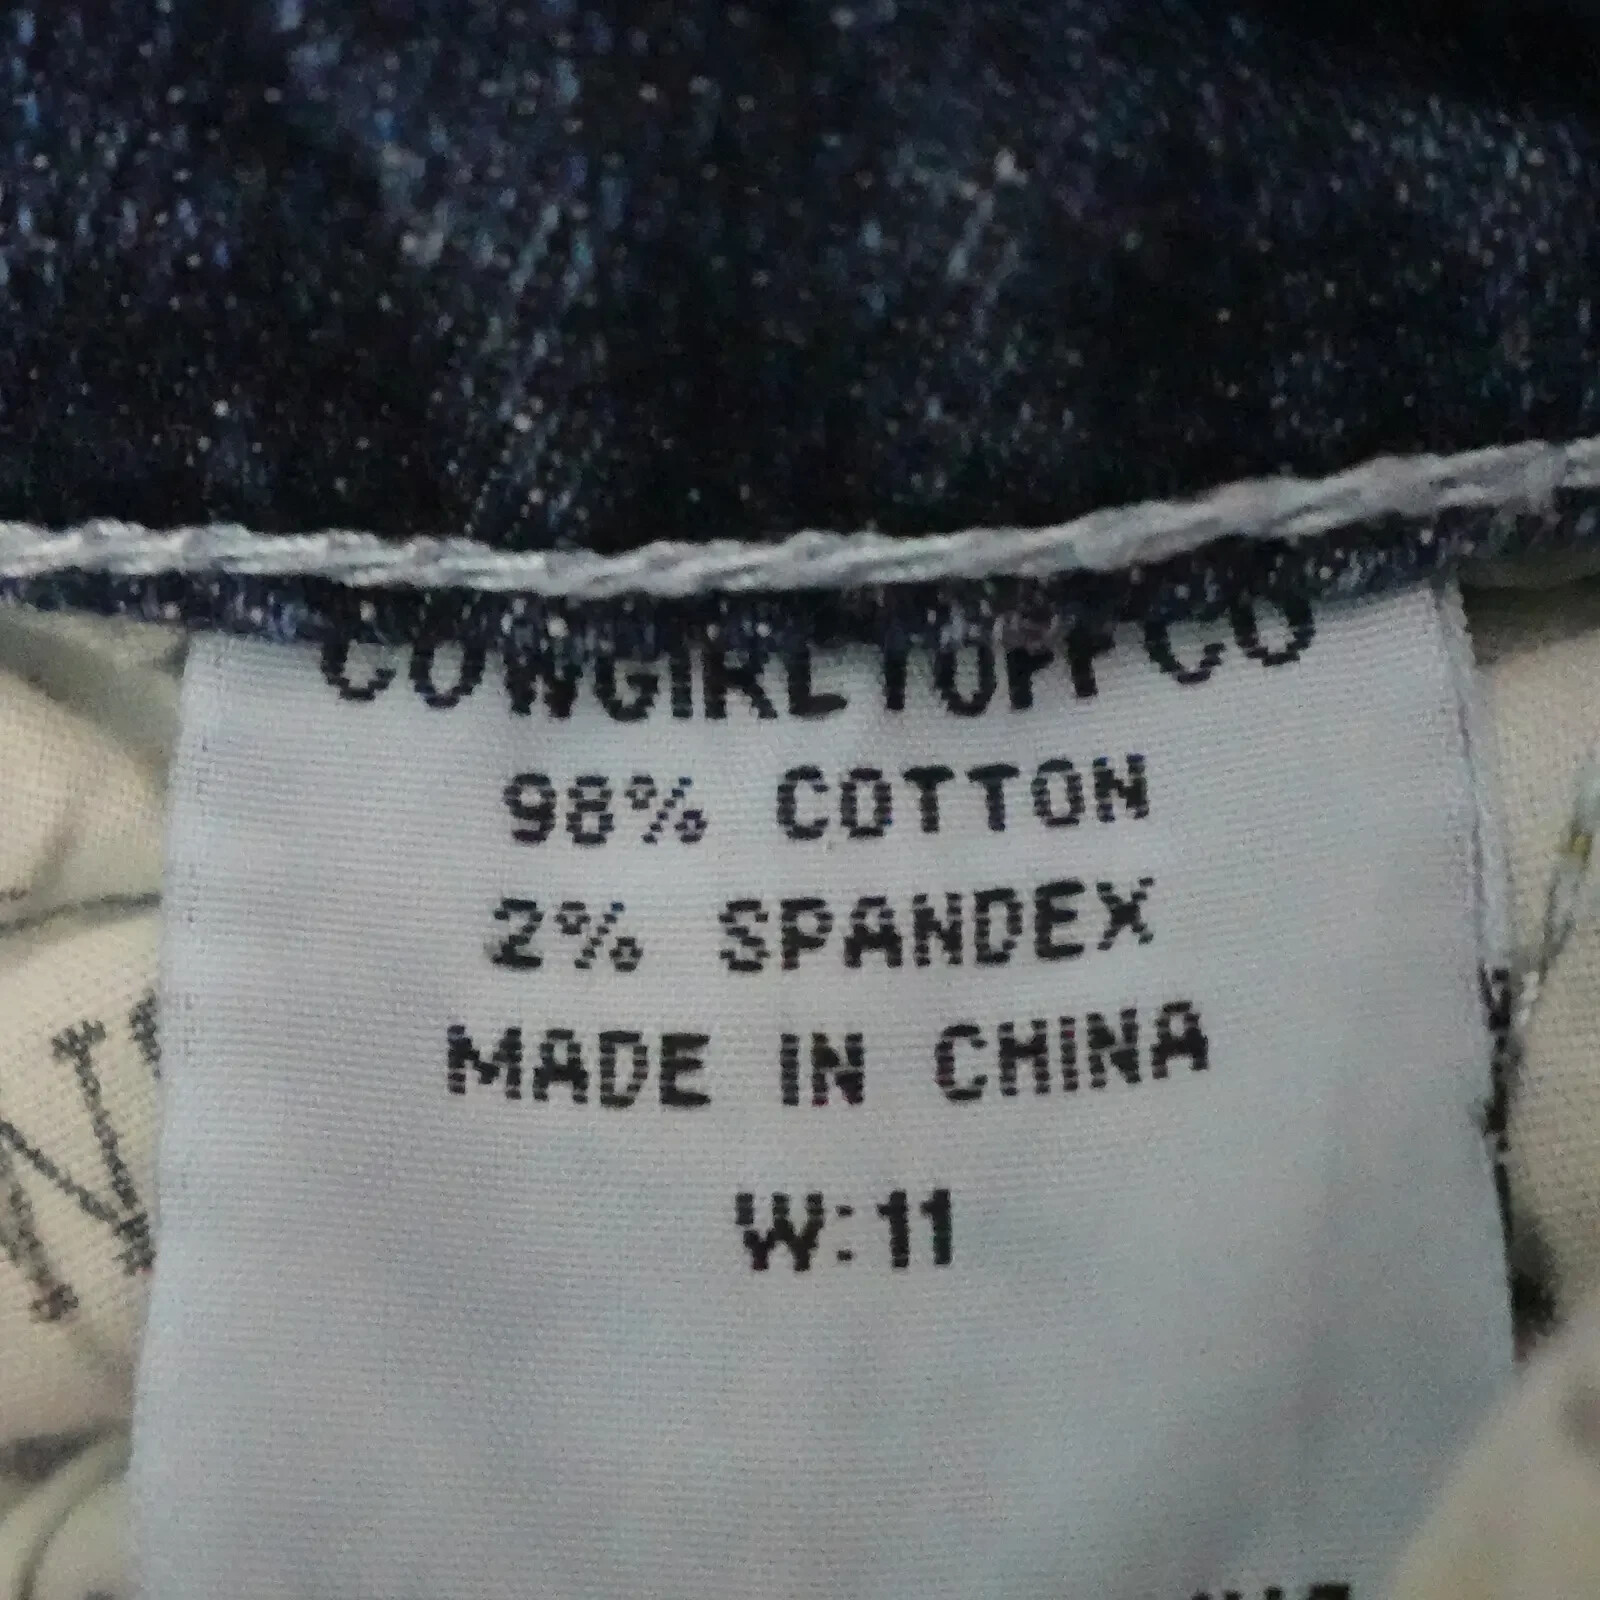 COWGIRL TUFF CO
98% COTTON
2% SPANDEX
MADE IN CHINA
W:11